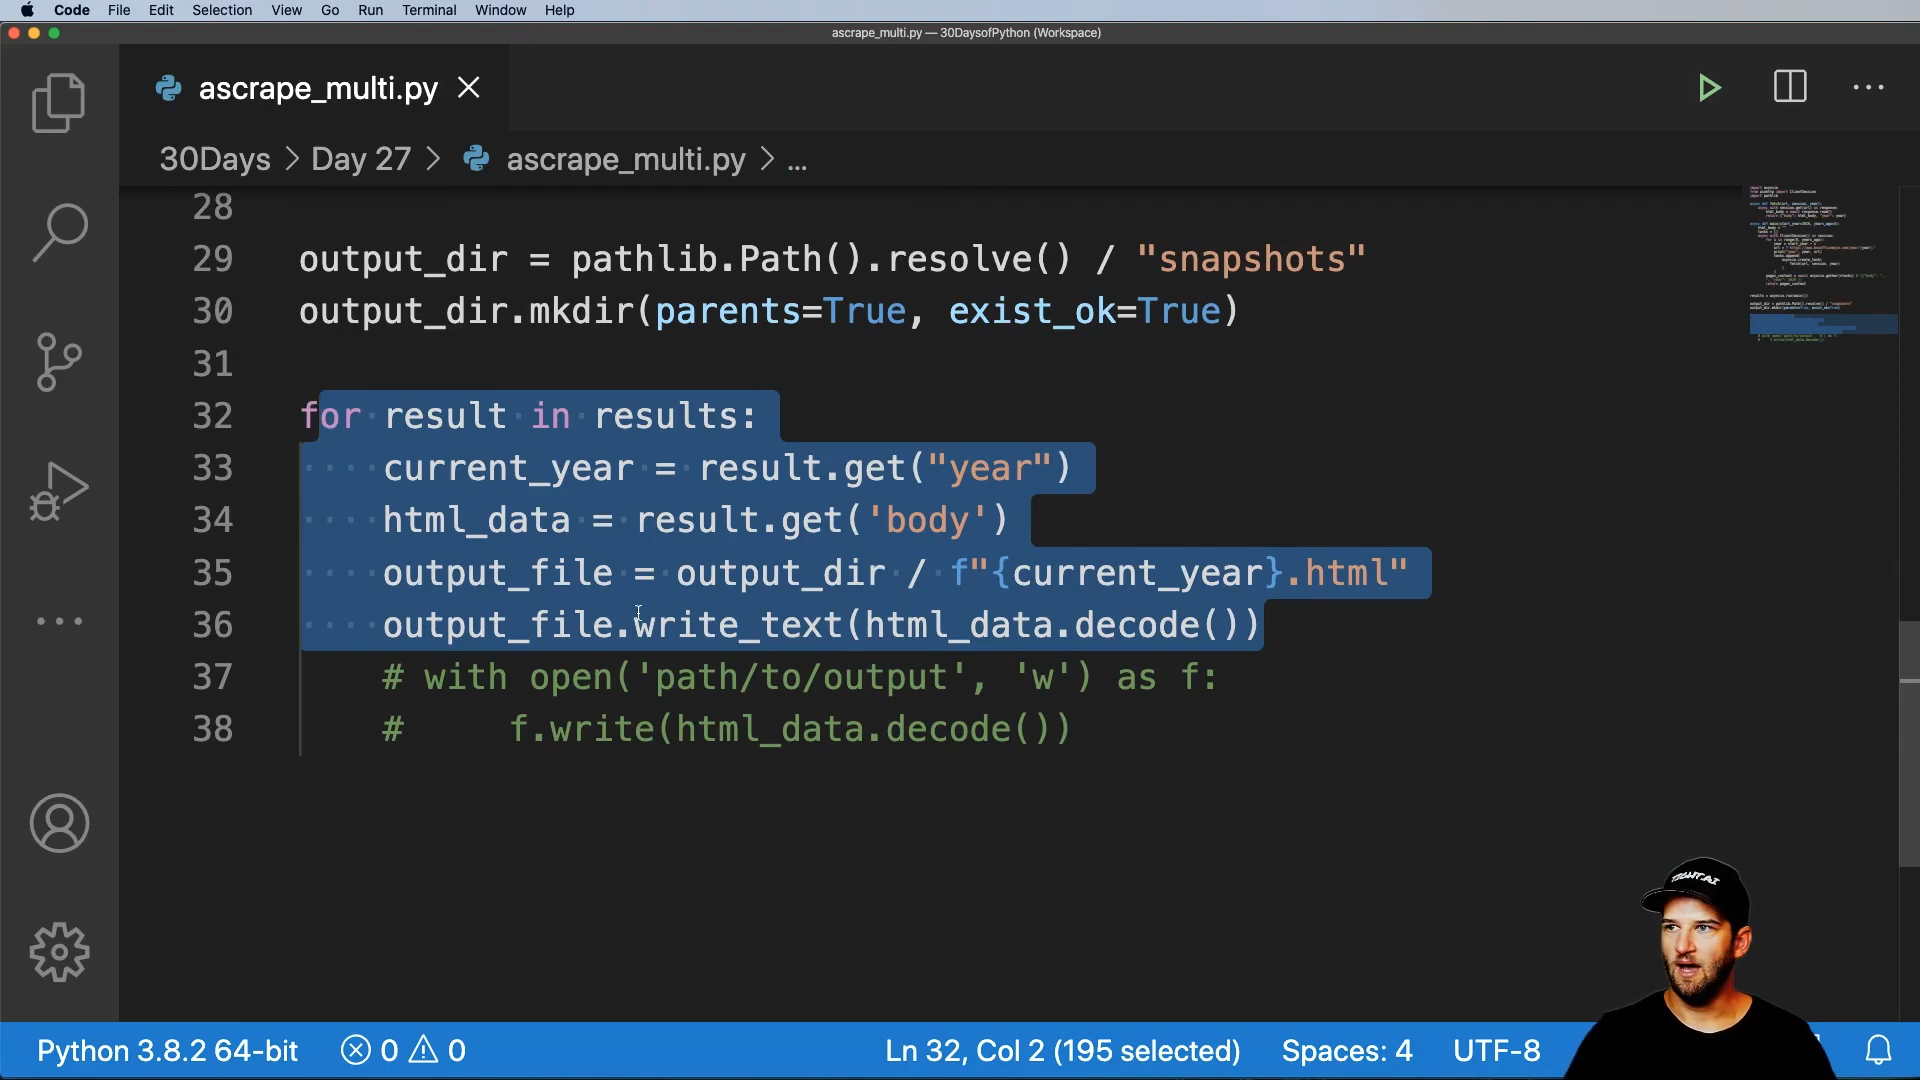 Code File Edit Selection View Go Run Terminal Window Help
ascrape_multi.py — 30DaysofPython (Workspace)
ascrape_multi.py
30Days > Day 27 > ascrape_multi.py > ...
28
29 output_dir = pathlib.Path().resolve() / "snapshots"
30 output_dir.mkdir(parents=True, exist_ok=True)
31
32 for result in results:
33 current_year = result.get("year")
34 html_data = result.get('body')
35 output_file = output_dir / f"{current_year}.html"
36 output_file.write_text(html_data.decode())
37 # with open('path/to/output', 'w') as f:
38 #     f.write(html_data.decode())
Python 3.8.2 64-bit 0 0 Ln 32, Col 2 (195 selected) Spaces: 4 UTF-8